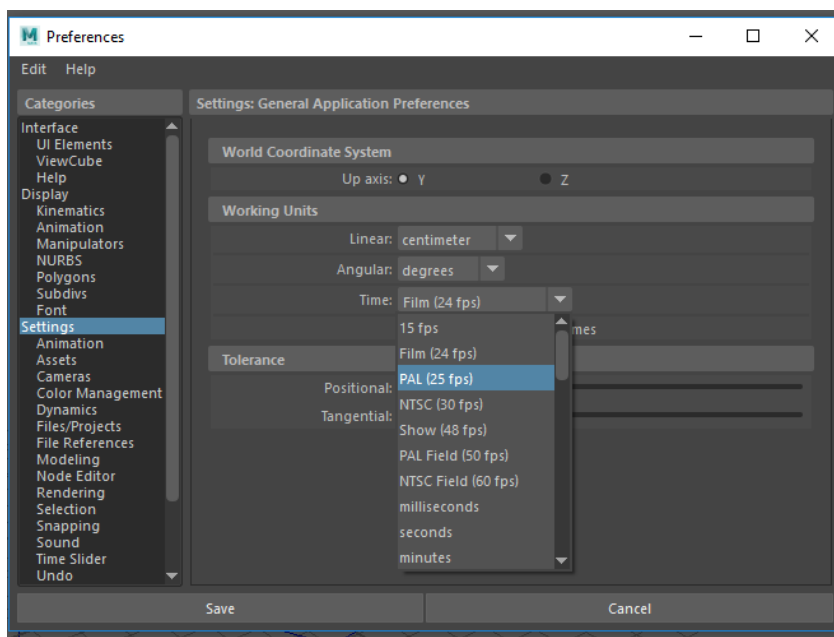 Preferences
Edit Help
Categories
Interface
UI Elements
ViewCube
Help
Display
Kinematics
Animation
Manipulators
NURBS
Polygons
Subdivs
Font
Settings
Animation
Assets
Cameras
Color Management
Dynamics
Files/Projects
File References
Modeling
Node Editor
Rendering
Selection
Snapping
Sound
Time Slider
Undo
Settings: General Application Preferences
World Coordinate System
Up axis: Y Z
Working Units
Linear: centimeter
Angular: degrees
Time: Film (24 fps)
15 fps
mes
Film (24 fps)
PAL (25 fps)
NTSC (30 fps)
Show (48 fps)
PAL Field (50 fps)
NTSC Field (60 fps)
milliseconds
seconds
minutes
Tolerance
Positional:
Tangential:
Save Cancel